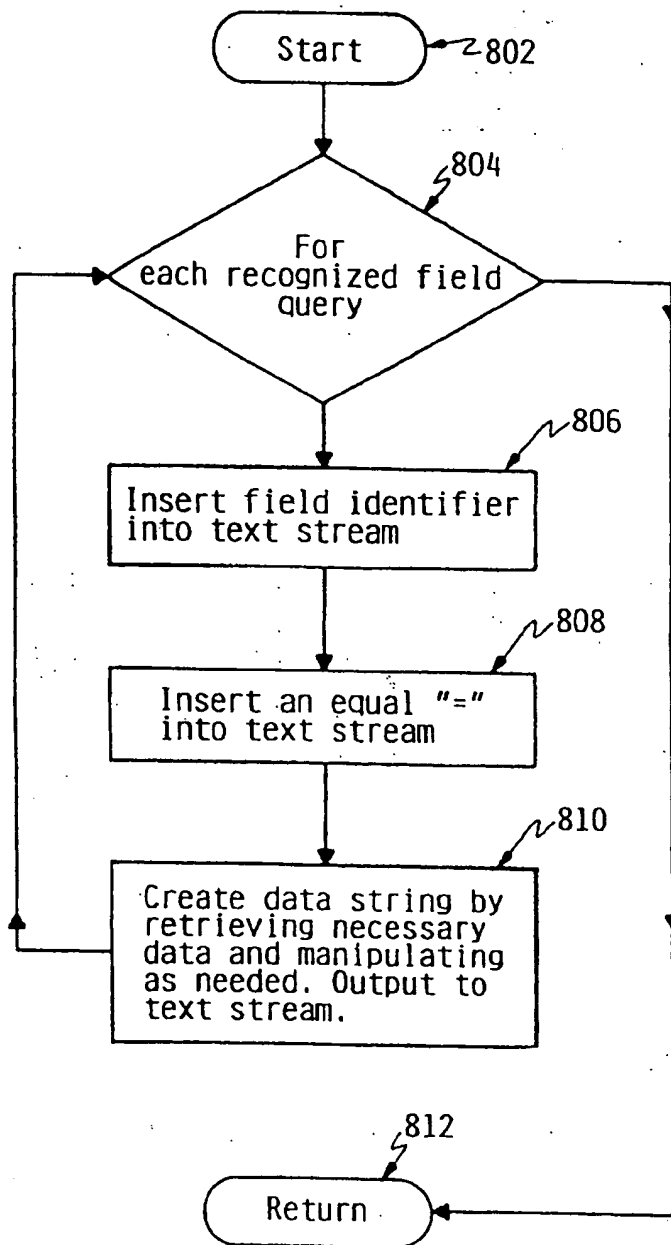 Start
802
804
For
each recognized field
query
806
Insert field identifier
into text stream
808
Insert an equal "="
into text stream
810
Create data string by
retrieving necessary
data and manipulating
as needed. Output to
text stream.
812
Return